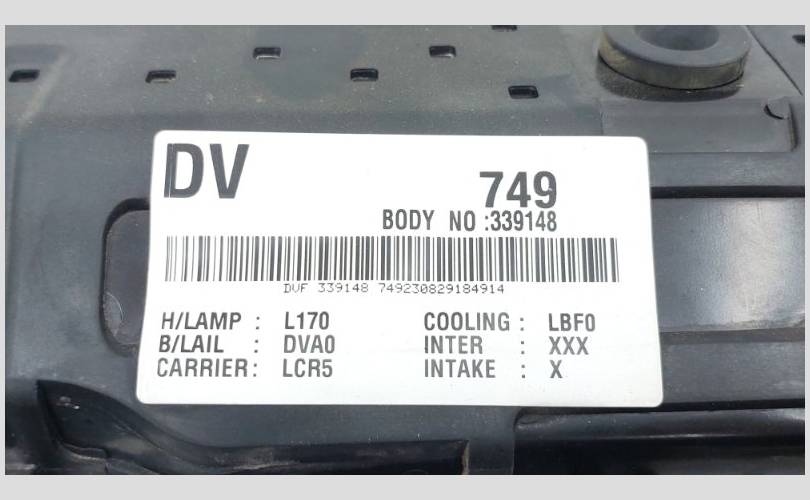 DV 749
BODY NO :339148
DVF 339148 749230829184914
H/LAMP : L170 COOLING : LBF0
B/LAIL : DVA0 INTER : XXX
CARRIER: LCR5 INTAKE : X